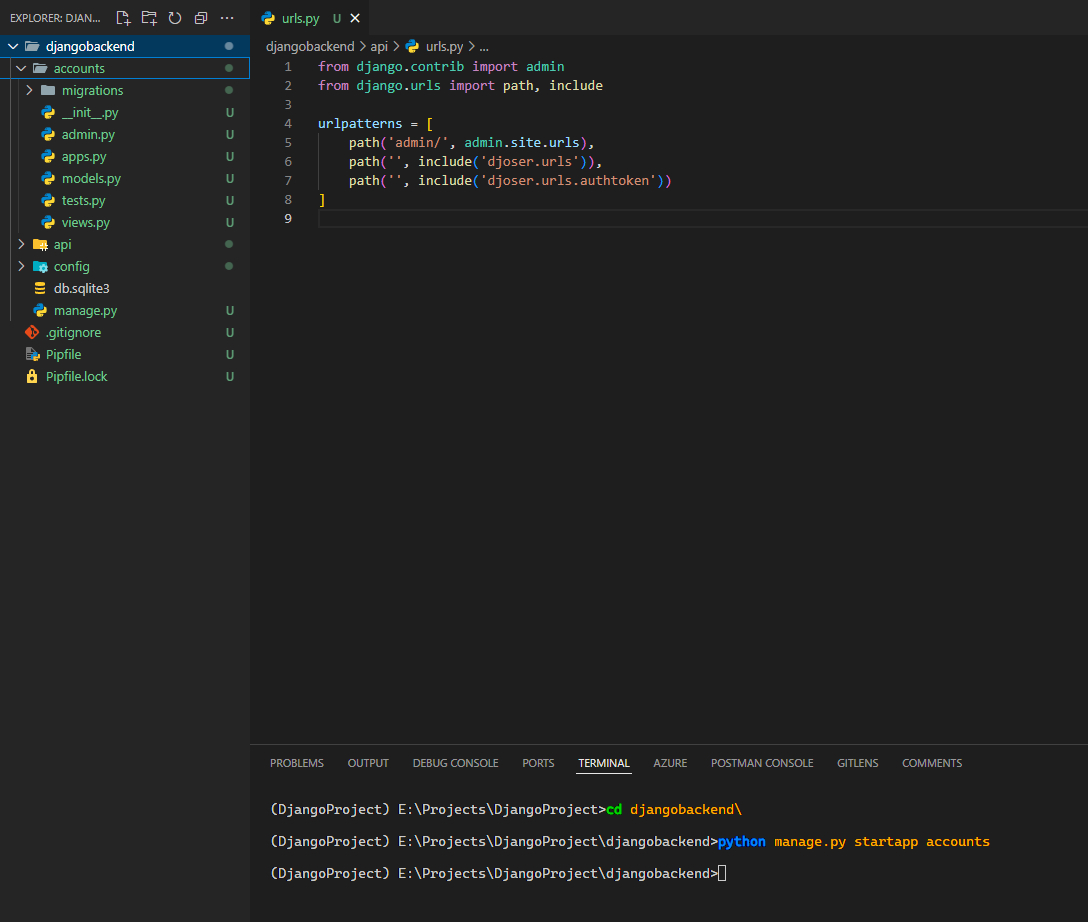 EXPLORER: DJAN...
djangobackend
accounts
migrations
__init__.py U
admin.py U
apps.py U
models.py U
tests.py U
views.py U
api
config
db.sqlite3
manage.py U
.gitignore U
Pipfile U
Pipfile.lock U
urls.py U
djangobackend > api > urls.py > ...
1 from django.contrib import admin
2 from django.urls import path, include
3
4 urlpatterns = [
5     path('admin/', admin.site.urls),
6     path('', include('djoser.urls')),
7     path('', include('djoser.urls.authtoken'))
8 ]
9
PROBLEMS OUTPUT DEBUG CONSOLE PORTS TERMINAL AZURE POSTMAN CONSOLE GITLENS COMMENTS
(DjangoProject) E:\Projects\DjangoProject>cd djangobackend\
(DjangoProject) E:\Projects\DjangoProject\djangobackend>python manage.py startapp accounts
(DjangoProject) E:\Projects\DjangoProject\djangobackend>